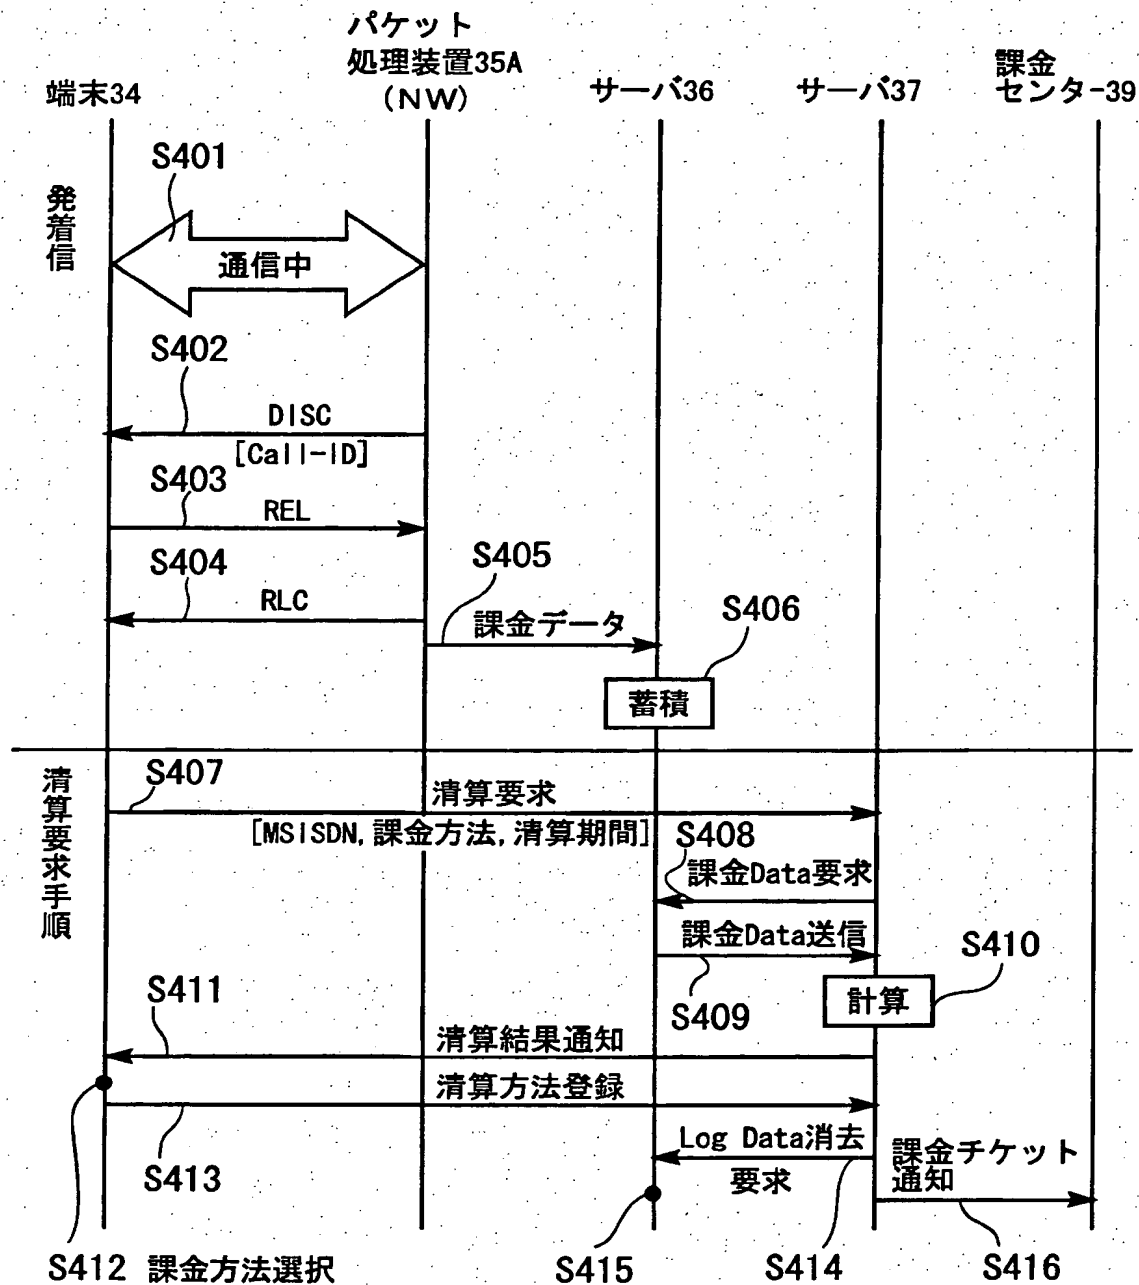 パケット
処理装置35A
(NW)
端末34
サーバ36
サーバ37
課金
センター39
S401
発着信
通信中
S402
DISC
[Call-ID]
S403
REL
S404
RLC
S405
課金データ
S406
蓄積
清算要求手順
S407
清算要求
[MSISDN,課金方法,清算期間]
S408
課金Data要求
課金Data送信
S409
S410
計算
S411
清算結果通知
清算方法登録
S413
Log Data消去
要求
課金チケット
通知
S412 課金方法選択
S415
S414
S416